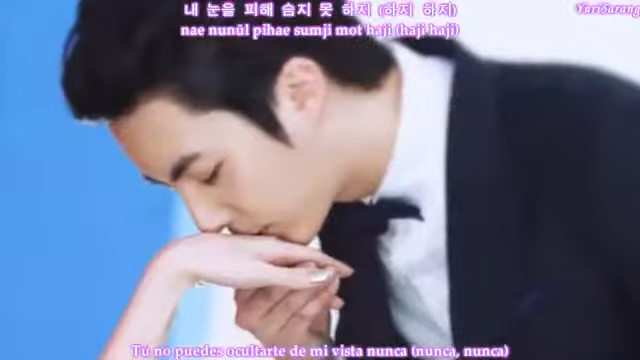 내 눈을 피해 숨지 못 하지 (하지 하지)
YuriSarang
nae nunŭl pihae sumji mot haji (haji haji)
Tú no puedes ocultarte de mi vista nunca (nunca, nunca)